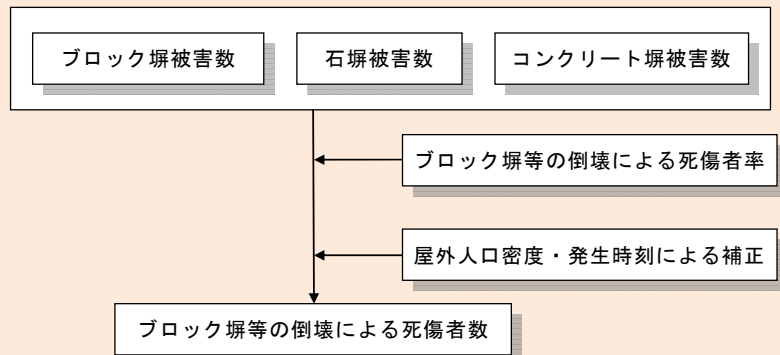 ブロック塀被害数
石塀被害数
コンクリート塀被害数
ブロック塀等の倒壊による死傷者率
屋外人口密度・発生時刻による補正
ブロック塀等の倒壊による死傷者数